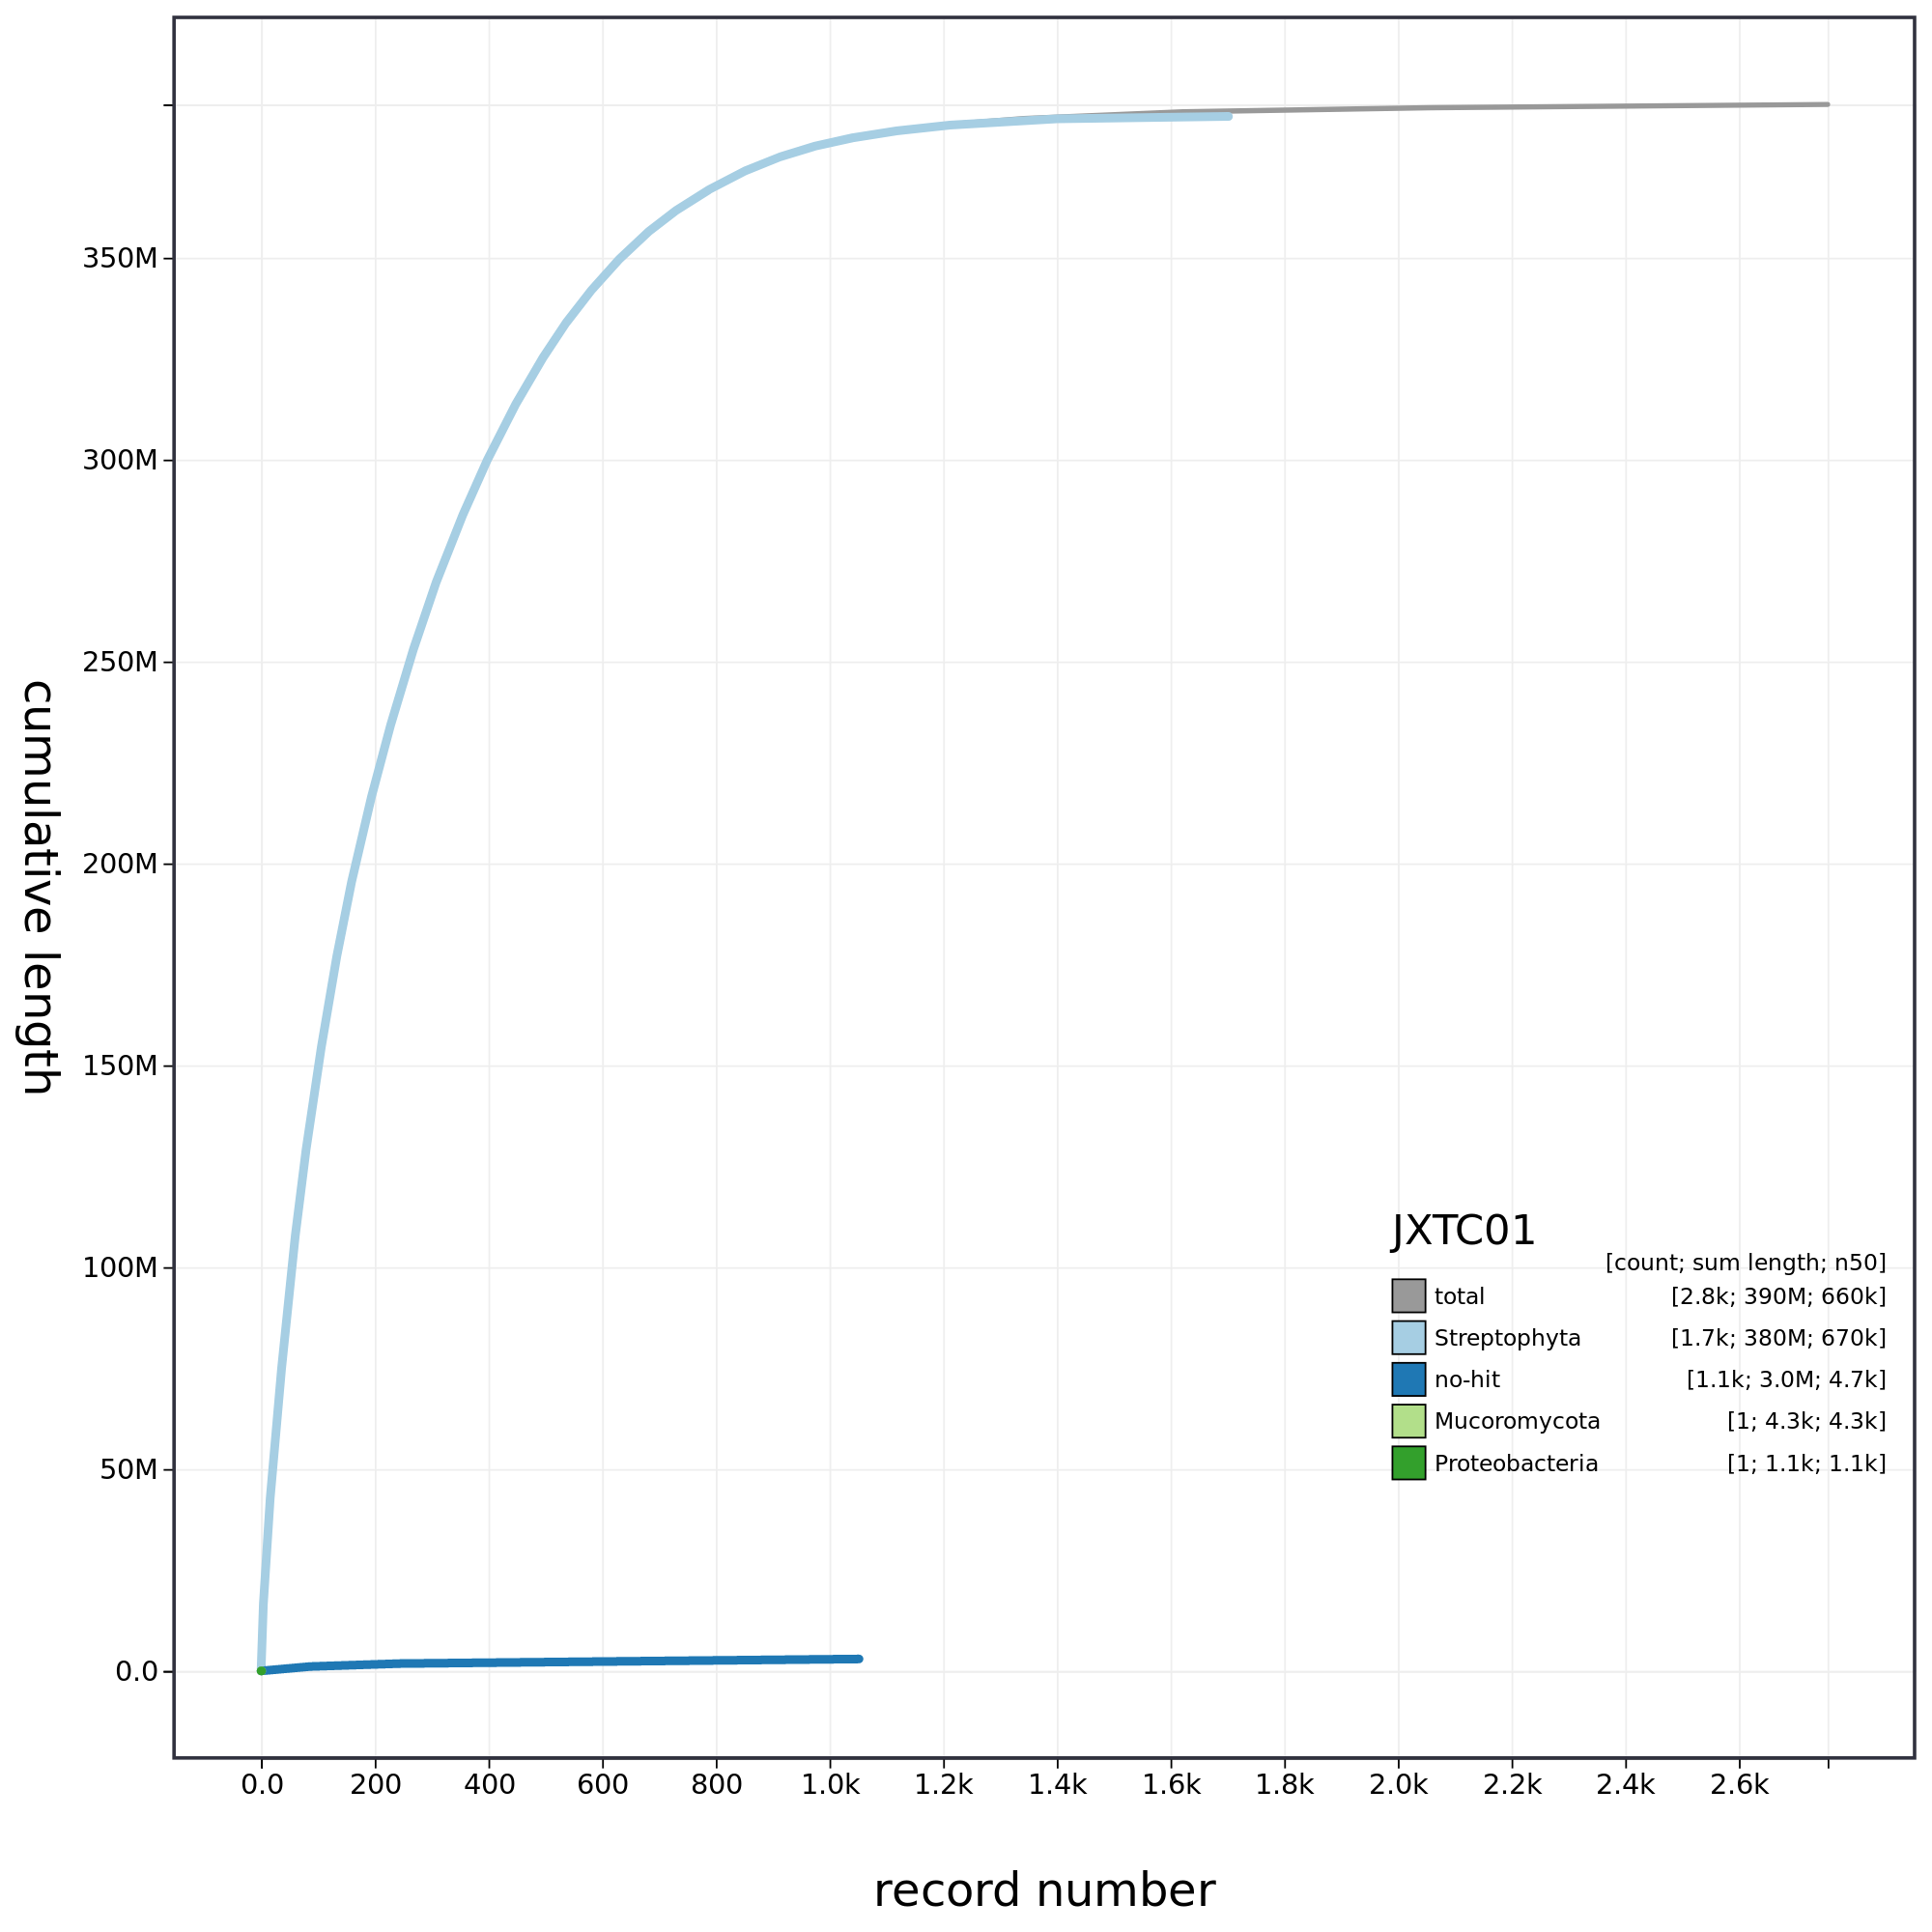 cumulative length
350M
300M
250M
200M
150M
100M
50M
0.0
JXTC01
[count; sum length; n50]
total [2.8k; 390M; 660k]
Streptophyta [1.7k; 380M; 670k]
no-hit [1.1k; 3.0M; 4.7k]
Mucoromycota [1; 4.3k; 4.3k]
Proteobacteria [1; 1.1k; 1.1k]
0.0 200 400 600 800 1.0k 1.2k 1.4k 1.6k 1.8k 2.0k 2.2k 2.4k 2.6k
record number